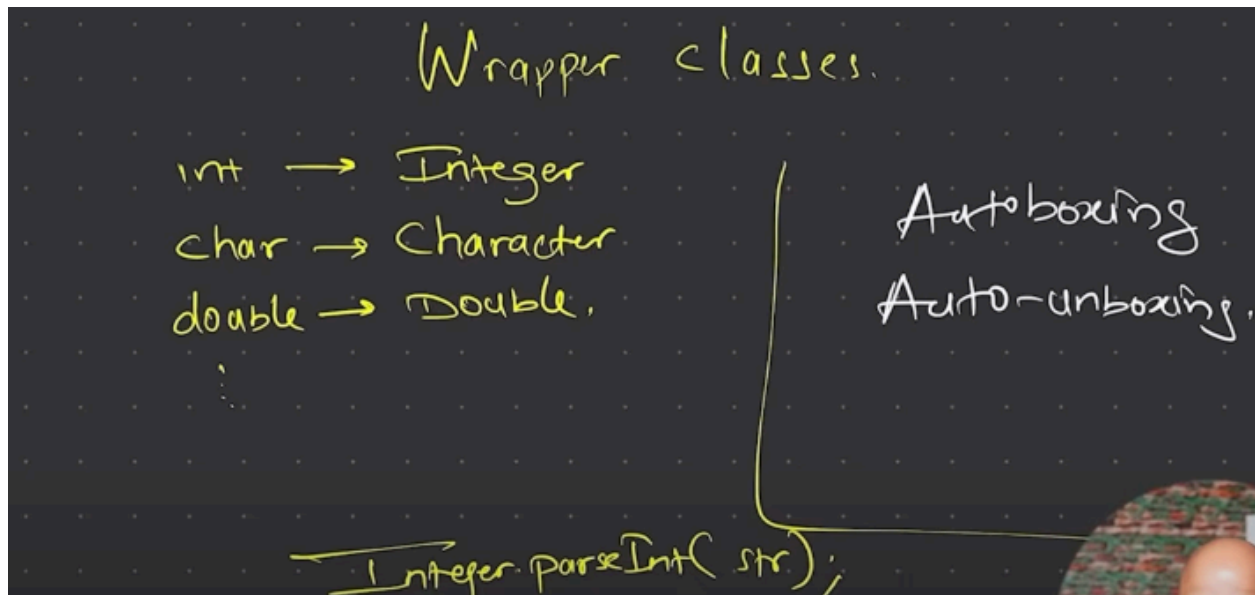 Wrapper classes.
int → Integer
char → Character
double → Double.
⋮
Autoboxing
Auto-unboxing.
Integer.parseInt( str );